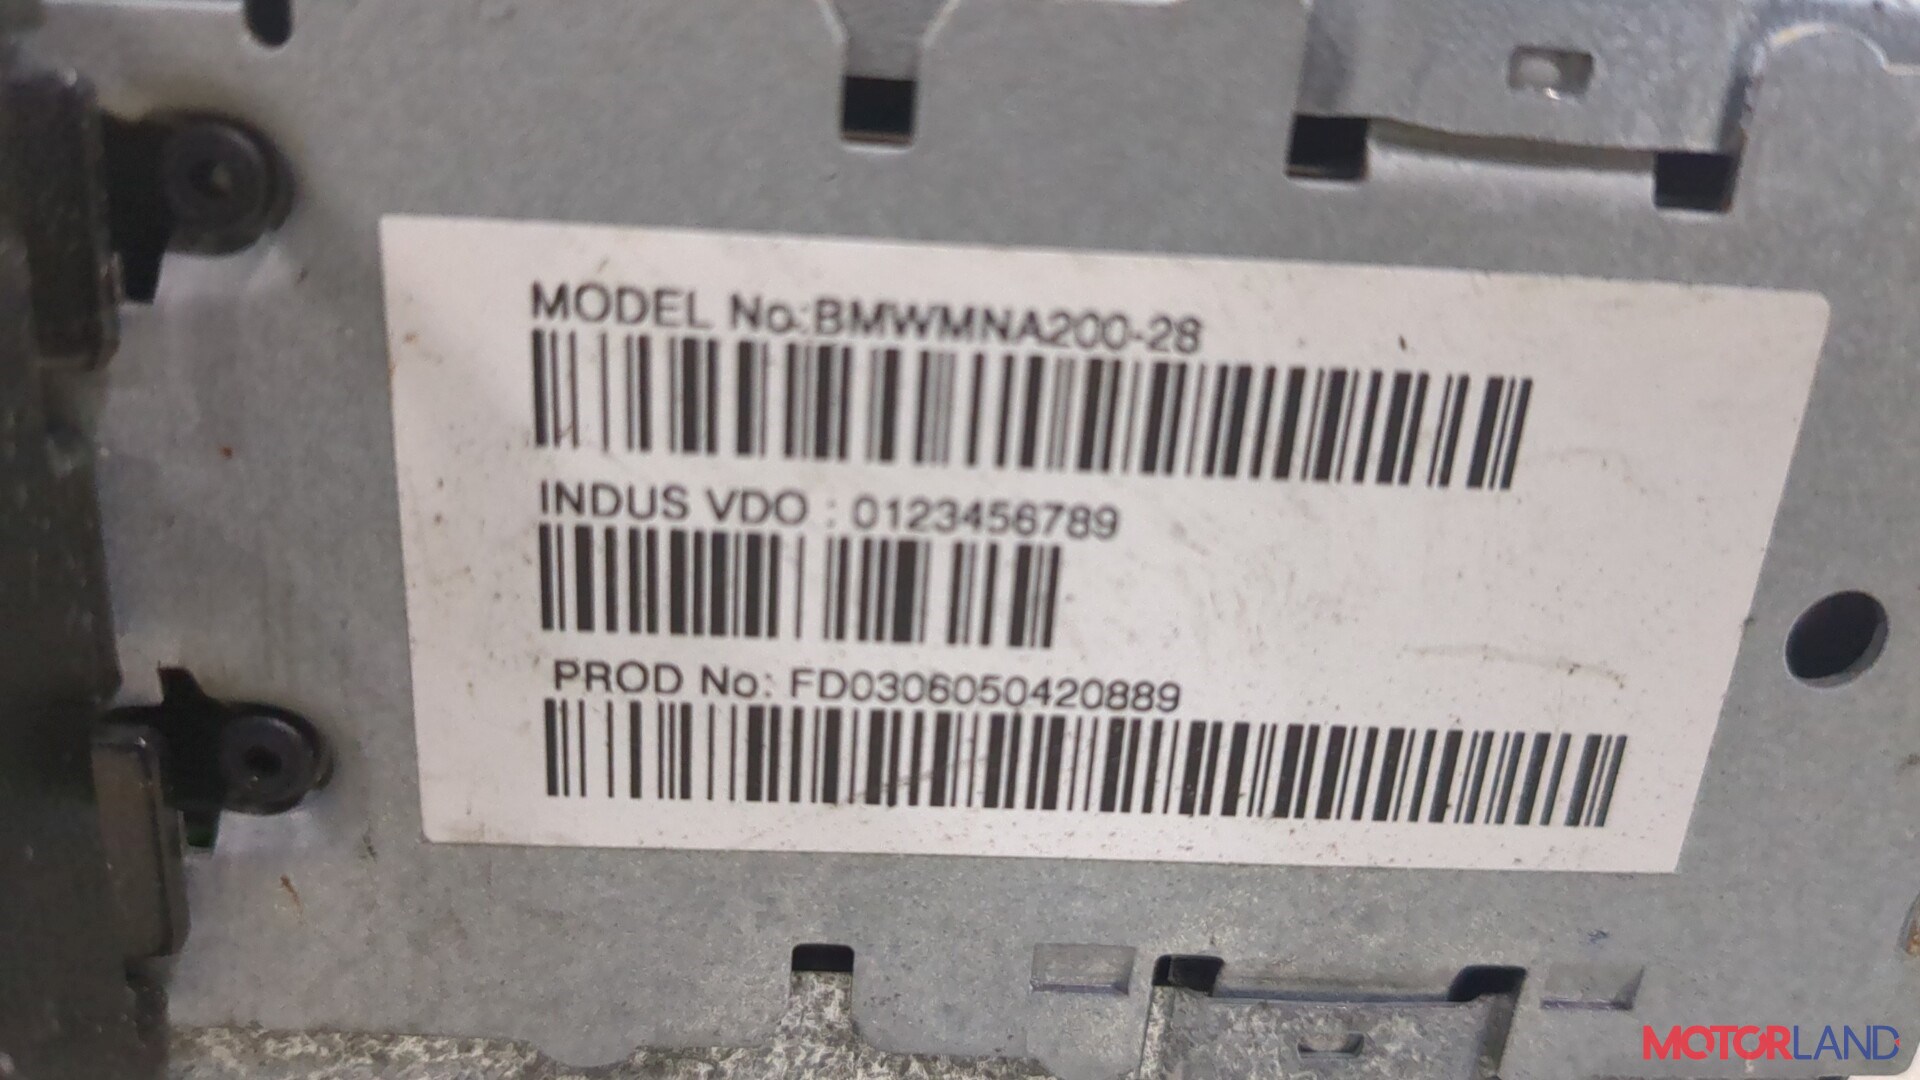 MODEL No:BMWMNA200-28
INDUS VDO : 0123456789
PROD No: FD0306050420889
MOTORLAND